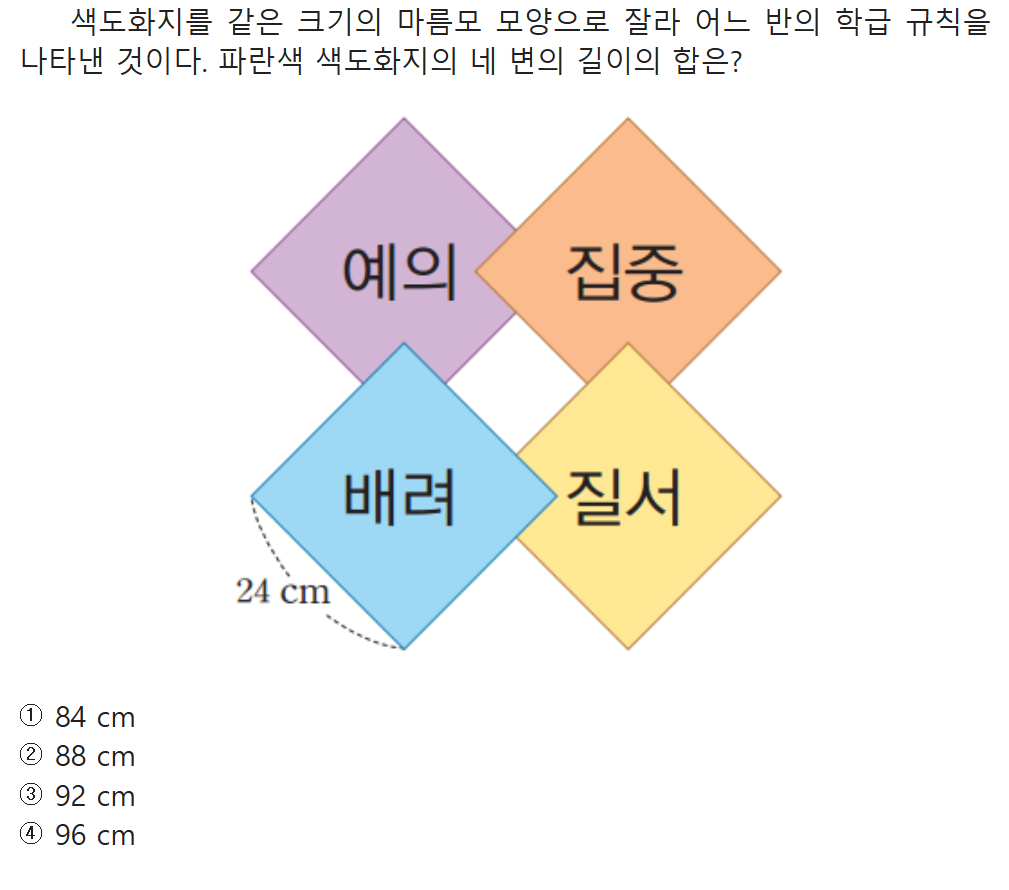 색도화지를 같은 크기의 마름모 모양으로 잘라 어느 반의 학급 규칙을
나타낸 것이다. 파란색 색도화지의 네 변의 길이의 합은?
예의
집중
배려
질서
24 cm
① 84 cm
② 88 cm
③ 92 cm
④ 96 cm